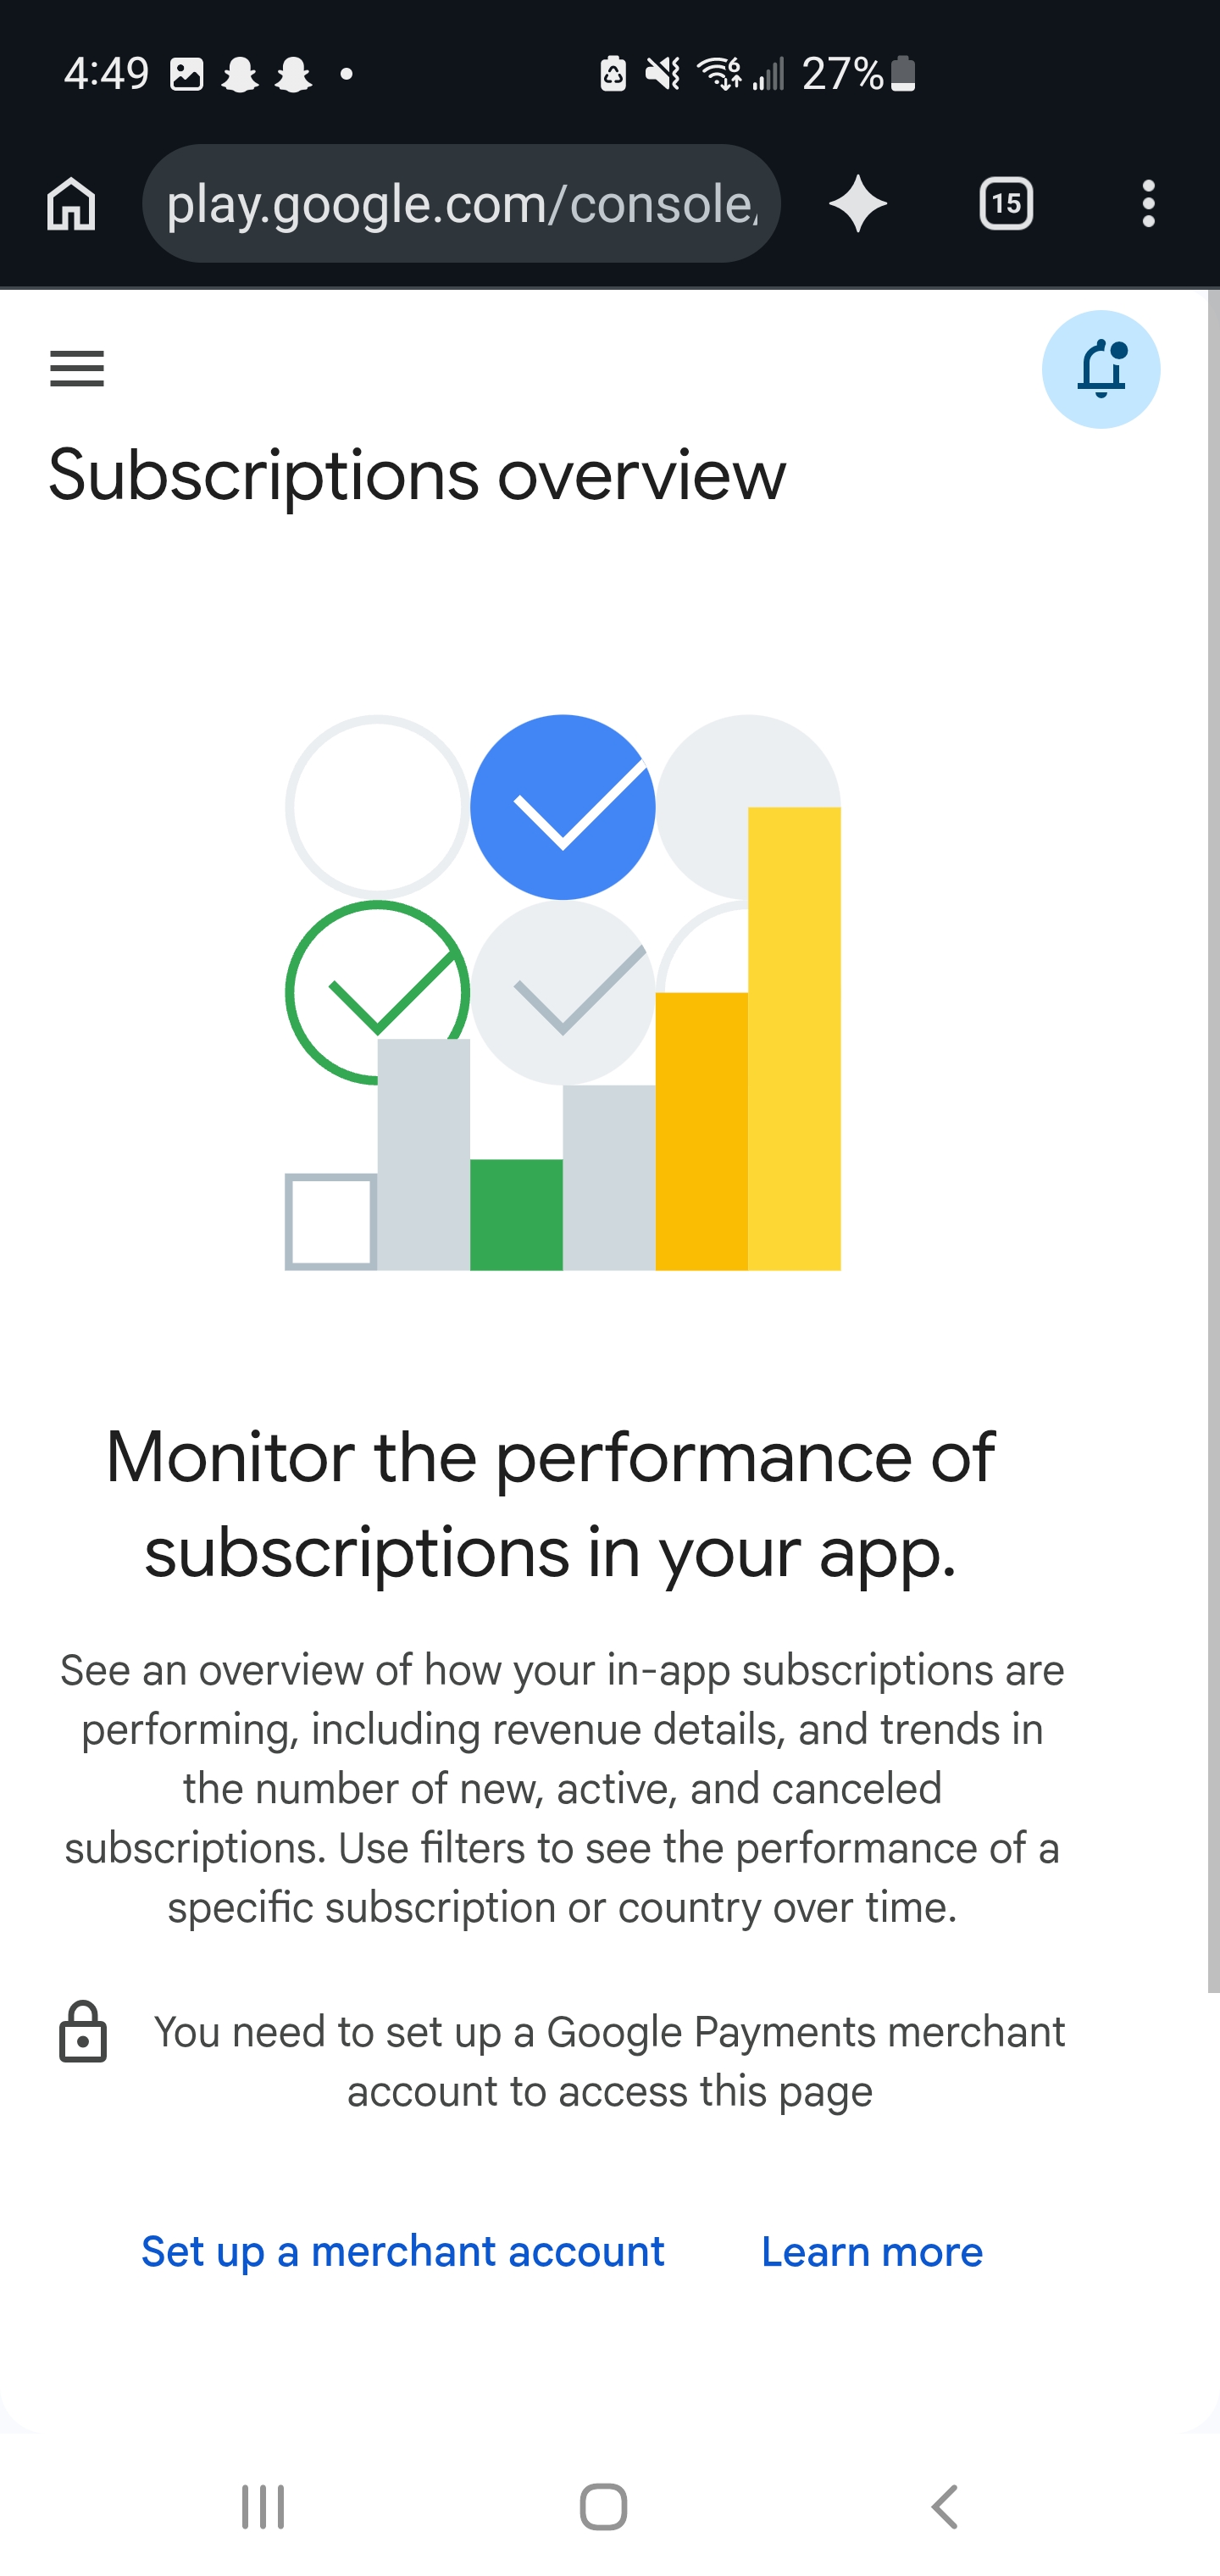 4:49
27%
play.google.com/console/
15
Subscriptions overview
Monitor the performance of
subscriptions in your app.
See an overview of how your in-app subscriptions are
performing, including revenue details, and trends in
the number of new, active, and canceled
subscriptions. Use filters to see the performance of a
specific subscription or country over time.
You need to set up a Google Payments merchant
account to access this page
Set up a merchant account
Learn more